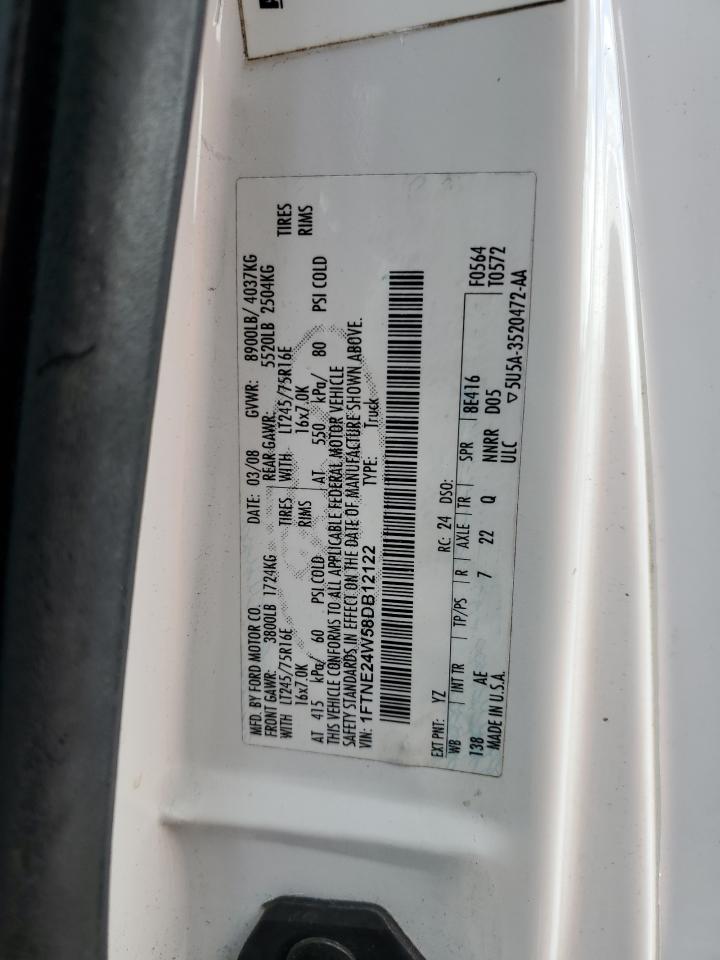 MFD. BY FORD MOTOR CO. DATE: 03/08 GVWR: 8900LB/ 4037KG
FRONT GAWR: 3800LB 1724KG REAR GAWR: 5520LB 2504KG
WITH LT245/75R16E TIRES WITH LT245/75R16E TIRES
16x7.0K RIMS 16x7.0K RIMS
AT 415 kPa/ 60 PSI COLD AT 550 kPa/ 80 PSI COLD
THIS VEHICLE CONFORMS TO ALL APPLICABLE FEDERAL MOTOR VEHICLE
SAFETY STANDARDS IN EFFECT ON THE DATE OF MANUFACTURE SHOWN ABOVE.
VIN: 1FTNE24W58DB12122 TYPE: Truck
EXT PNT: YZ RC: 24 DSO:
WB INT TR TP/PS R AXLE TR SPR 8E416 F0564
138 AE 7 22 Q NNRR D05 T0572
MADE IN U.S.A. ULC ▽5U5A-3520472-AA